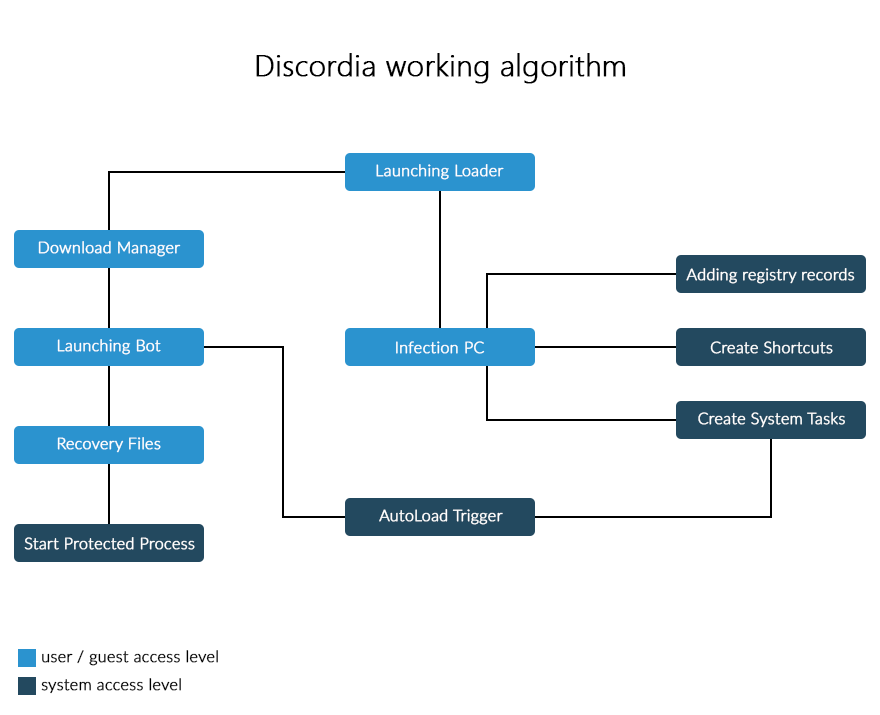 Discordia working algorithm
Launching Loader
Download Manager
Adding registry records
Launching Bot
Infection PC
Create Shortcuts
Create System Tasks
Recovery Files
AutoLoad Trigger
Start Protected Process
user / guest access level
system access level